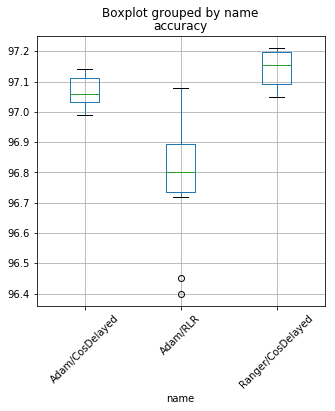 Boxplot grouped by name
accuracy
97.2
97.1
97.0
96.9
96.8
96.7
96.6
96.5
96.4
Adam/CosDelayed
Adam/RLR
Ranger/CosDelayed
name